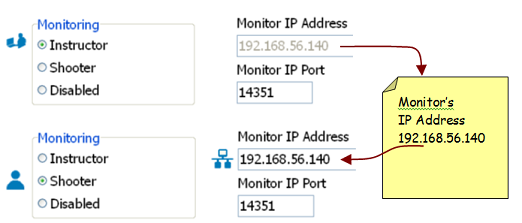 Monitoring
Instructor
Shooter
Disabled
Monitor IP Address
192.168.56.140
Monitor IP Port
14351
Monitor's
IP Address
192.168.56.140
Monitoring
Instructor
Shooter
Disabled
Monitor IP Address
192.168.56.140
Monitor IP Port
14351